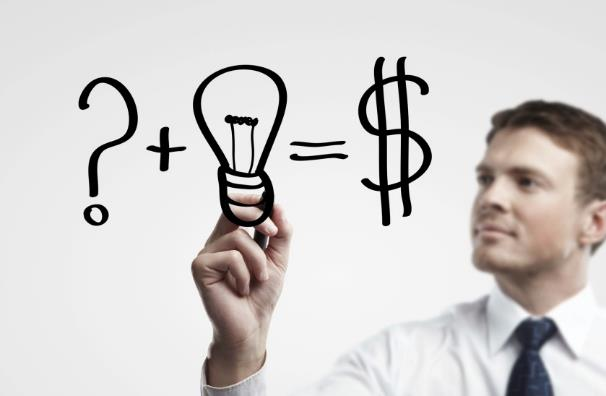 ? + = $